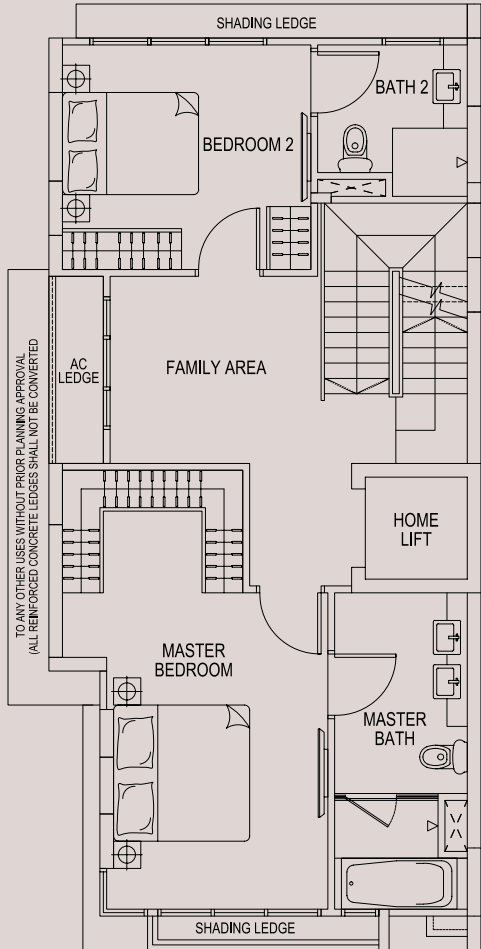 SHADING LEDGE
BATH 2
BEDROOM 2
AC
LEDGE
FAMILY AREA
(ALL REINFORCED CONCRETE LEDGES SHALL NOT BE CONVERTED
TO ANY OTHER USES WITHOUT PRIOR PLANNING APPROVAL
HOME
LIFT
MASTER
BEDROOM
MASTER
BATH
SHADING LEDGE